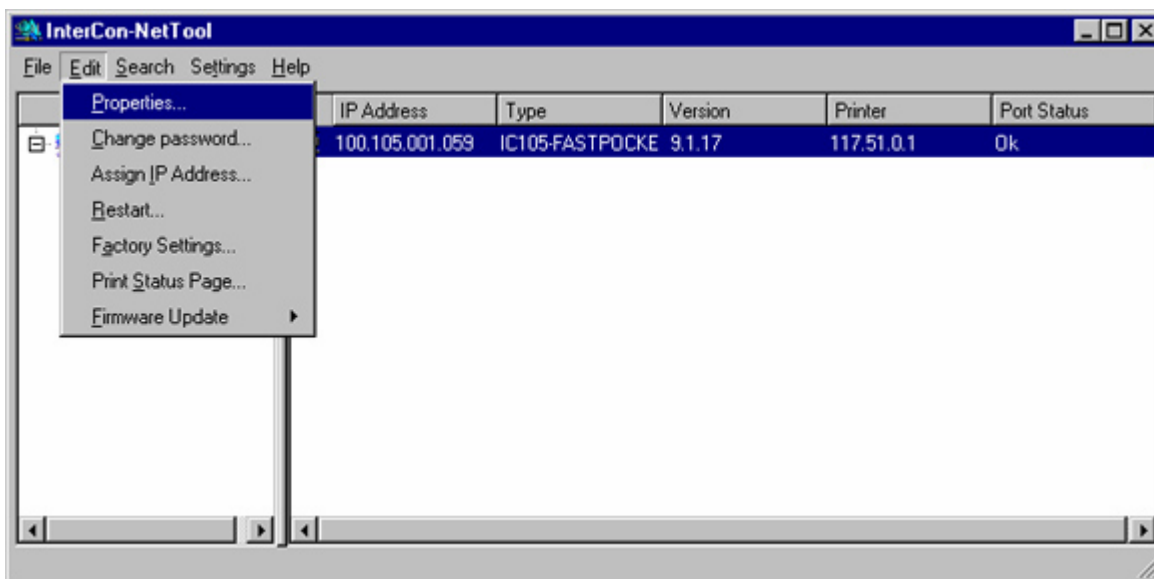 InterCon-NetTool
File Edit Search Settings Help
IP Address Type Version Printer Port Status
100.105.001.059 IC105-FASTPOCKE 9.1.17 117.51.0.1 Ok
Properties...
Change password...
Assign IP Address...
Restart...
Factory Settings...
Print Status Page...
Firmware Update